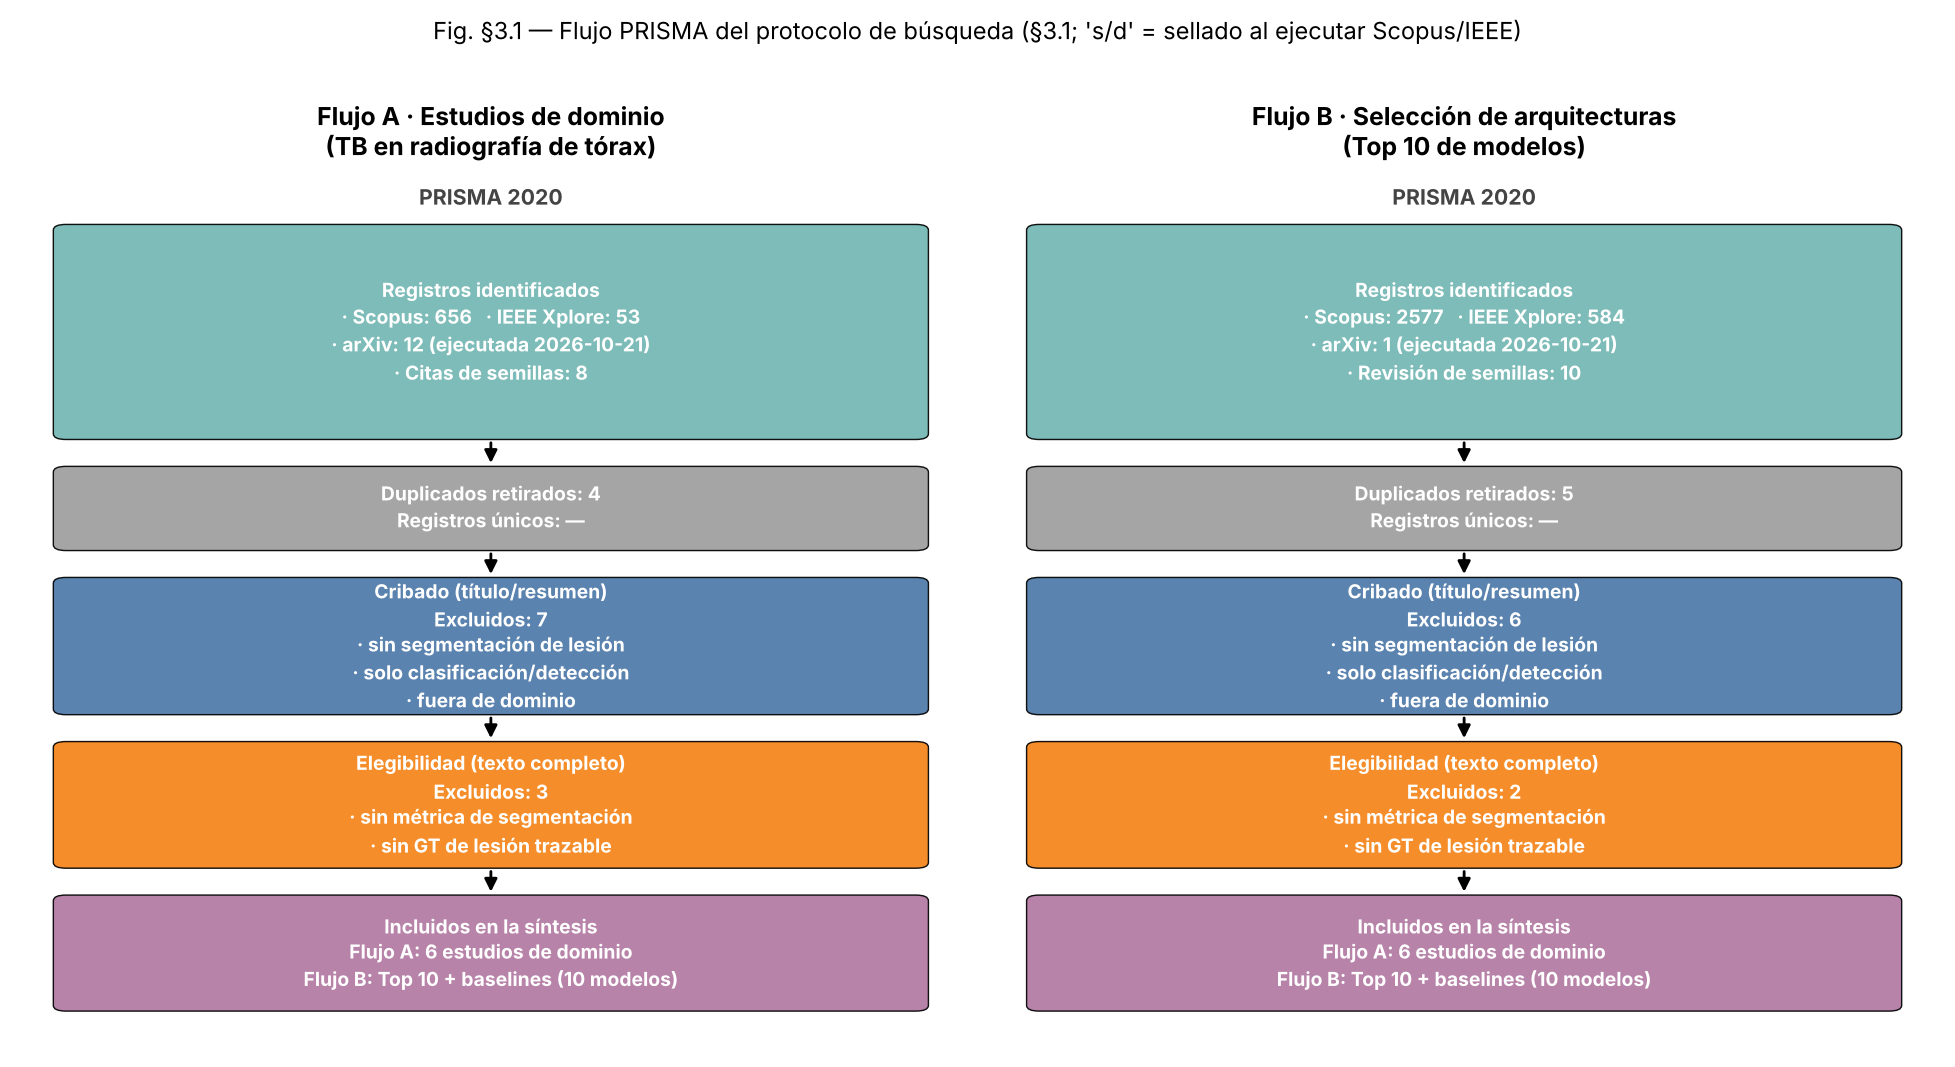 Fig. §3.1 — Flujo PRISMA del protocolo de búsqueda (§3.1; 's/d' = sellado al ejecutar Scopus/IEEE)
Flujo A · Estudios de dominio
(TB en radiografía de tórax)
PRISMA 2020
Registros identificados
· Scopus: 656   · IEEE Xplore: 53
· arXiv: 12 (ejecutada 2026-10-21)
· Citas de semillas: 8
Duplicados retirados: 4
Registros únicos: —
Cribado (título/resumen)
Excluidos: 7
· sin segmentación de lesión
· solo clasificación/detección
· fuera de dominio
Elegibilidad (texto completo)
Excluidos: 3
· sin métrica de segmentación
· sin GT de lesión trazable
Incluidos en la síntesis
Flujo A: 6 estudios de dominio
Flujo B: Top 10 + baselines (10 modelos)
Flujo B · Selección de arquitecturas
(Top 10 de modelos)
PRISMA 2020
Registros identificados
· Scopus: 2577   · IEEE Xplore: 584
· arXiv: 1 (ejecutada 2026-10-21)
· Revisión de semillas: 10
Duplicados retirados: 5
Registros únicos: —
Cribado (título/resumen)
Excluidos: 6
· sin segmentación de lesión
· solo clasificación/detección
· fuera de dominio
Elegibilidad (texto completo)
Excluidos: 2
· sin métrica de segmentación
· sin GT de lesión trazable
Incluidos en la síntesis
Flujo A: 6 estudios de dominio
Flujo B: Top 10 + baselines (10 modelos)